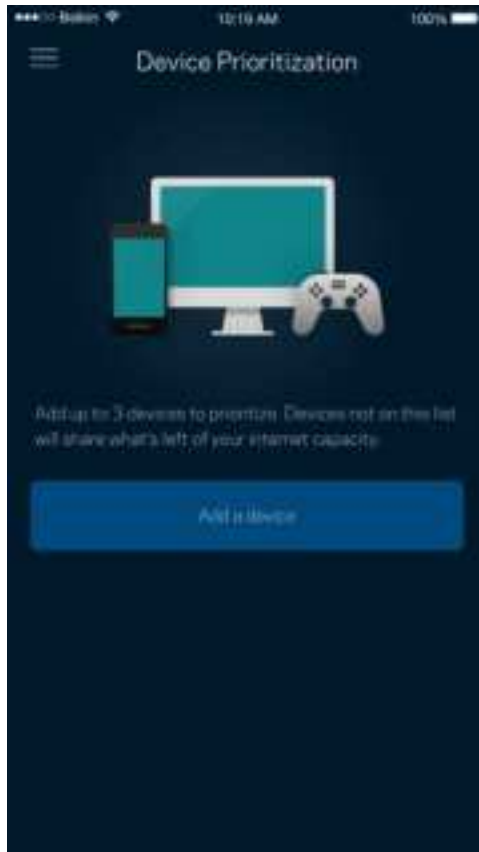 Belkin 10:19 AM 100%
Device Prioritization
Add up to 3 devices to prioritize. Devices not on this list
will share what's left of your internet capacity.
Add a device